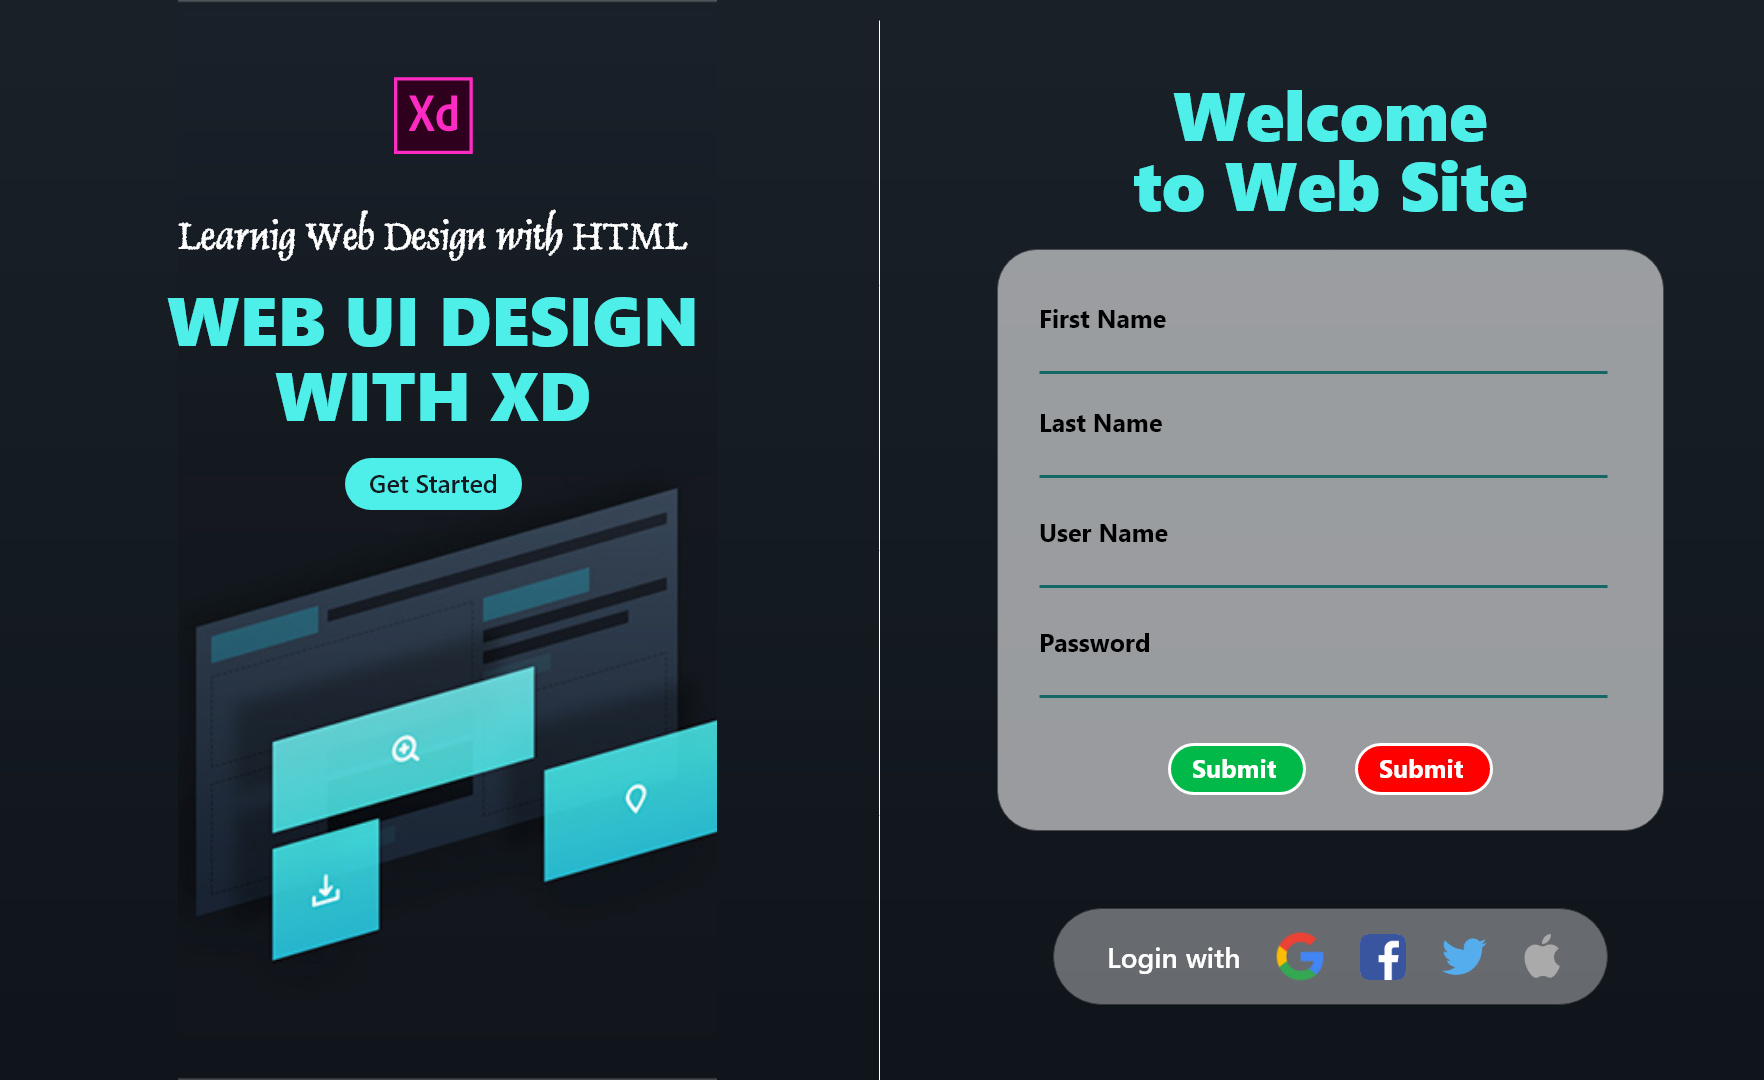 Xd
Learnig Web Design with HTML
WEB UI DESIGN
WITH XD
Get Started
Welcome
to Web Site
First Name
Last Name
User Name
Password
Submit Submit
Login with